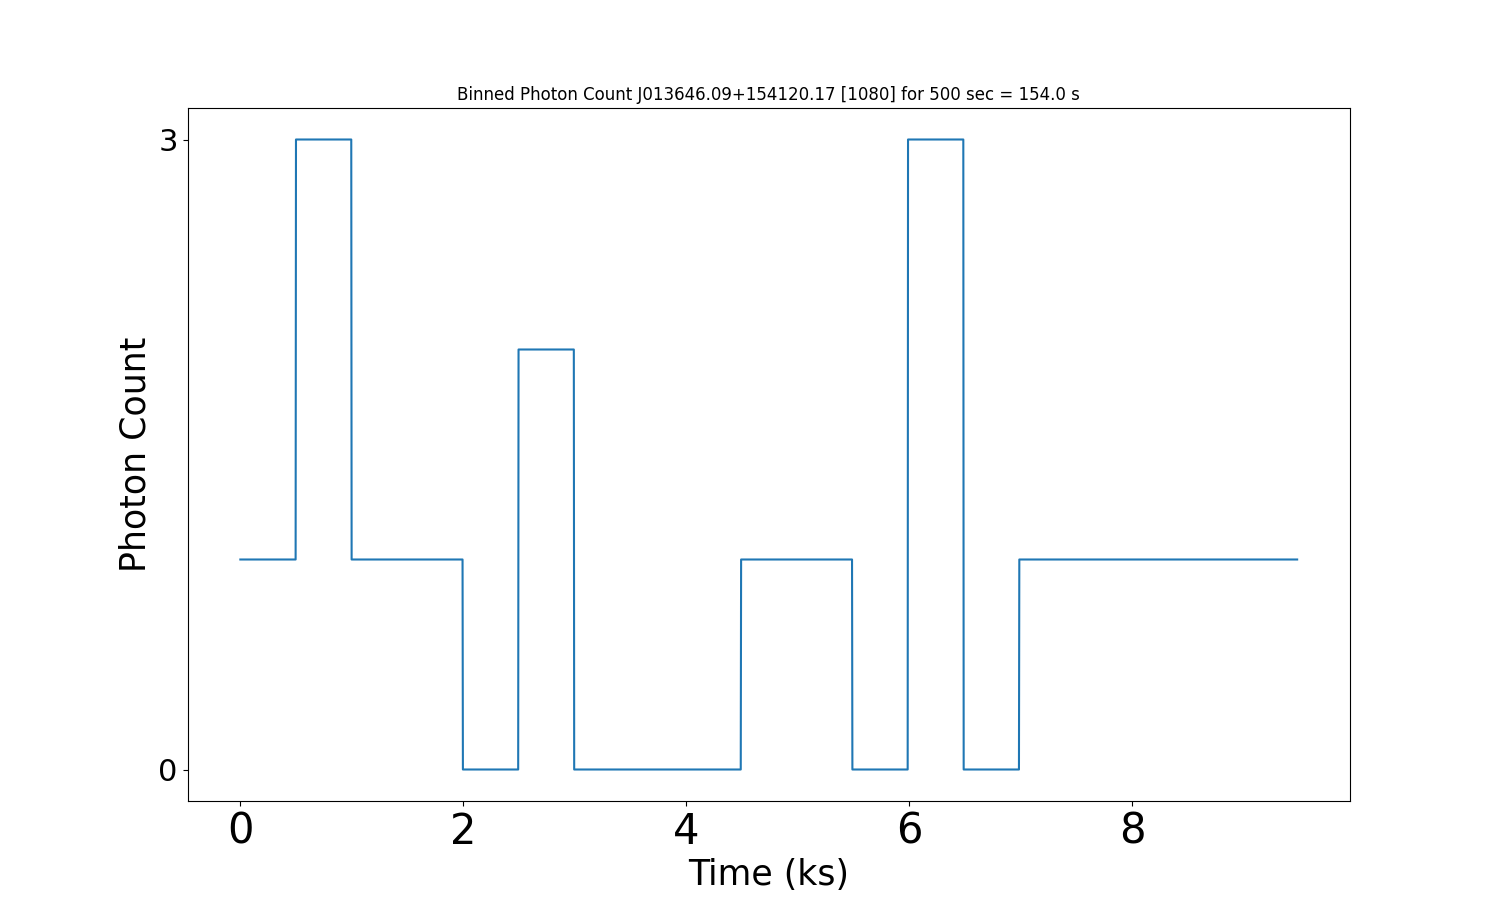 Binned Photon Count J013646.09+154120.17 [1080] for 500 sec = 154.0 s
3
Photon Count
0
0 2 4 6 8
Time (ks)